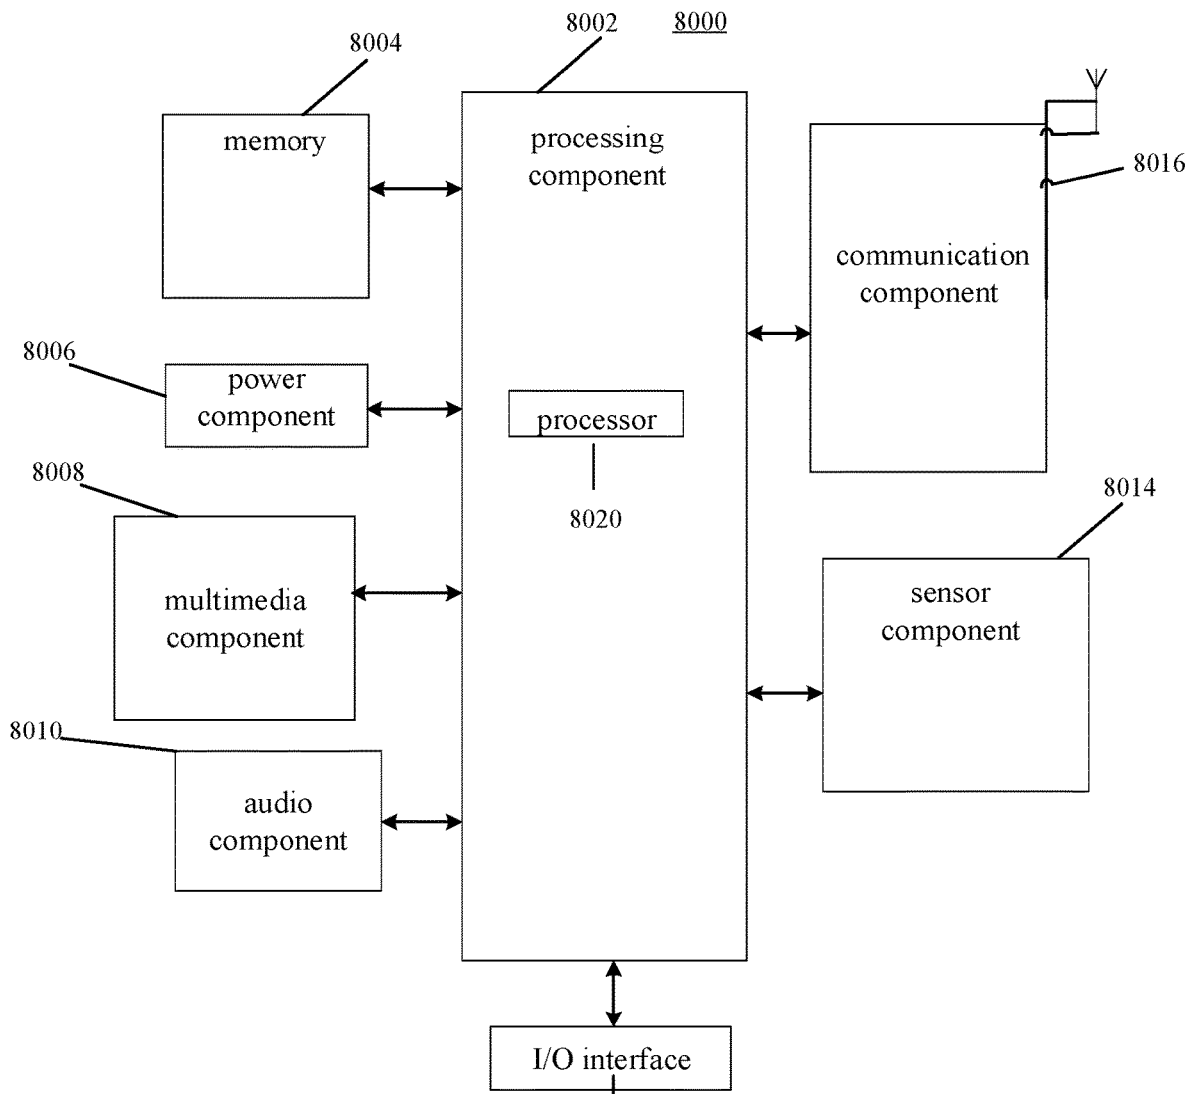 8002
8000
8004
memory
processing
component
8016
communication
component
8006
power
component
processor
8020
8008
multimedia
component
8014
sensor
component
8010
audio
component
I/O interface